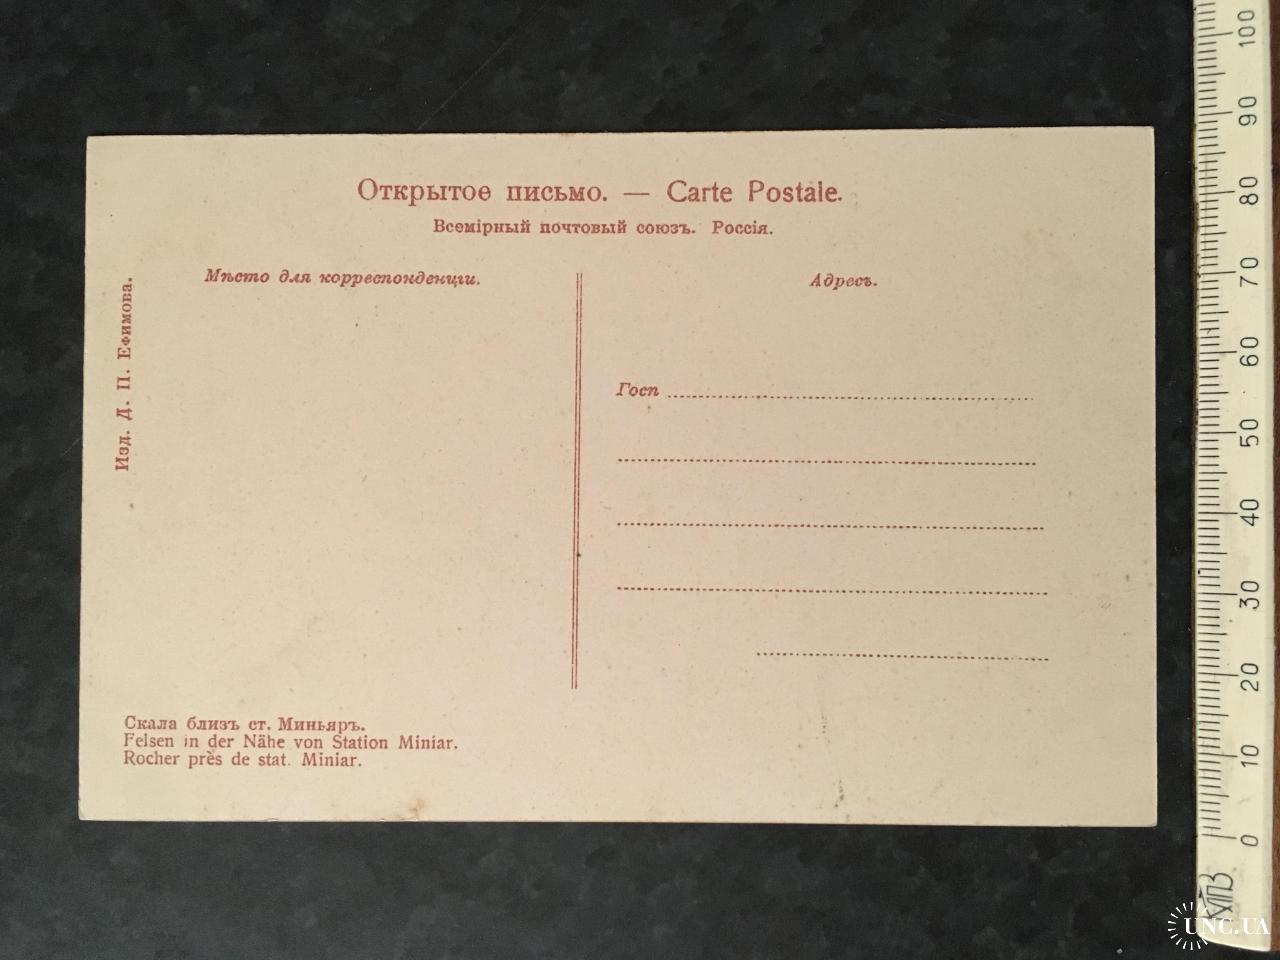 Открытое письмо. — Carte Postale.
Всемірный почтовый союзъ. Россія.
Мѣсто для корреспонденціи.
Адресъ.
Госп
Изд. Д. П. Ефимова.
Скала близъ ст. Миньяръ.
Felsen in der Nähe von Station Miniar.
Rocher près de stat. Miniar.
100
90
80
70
60
50
40
30
20
10
0
UNC.UA